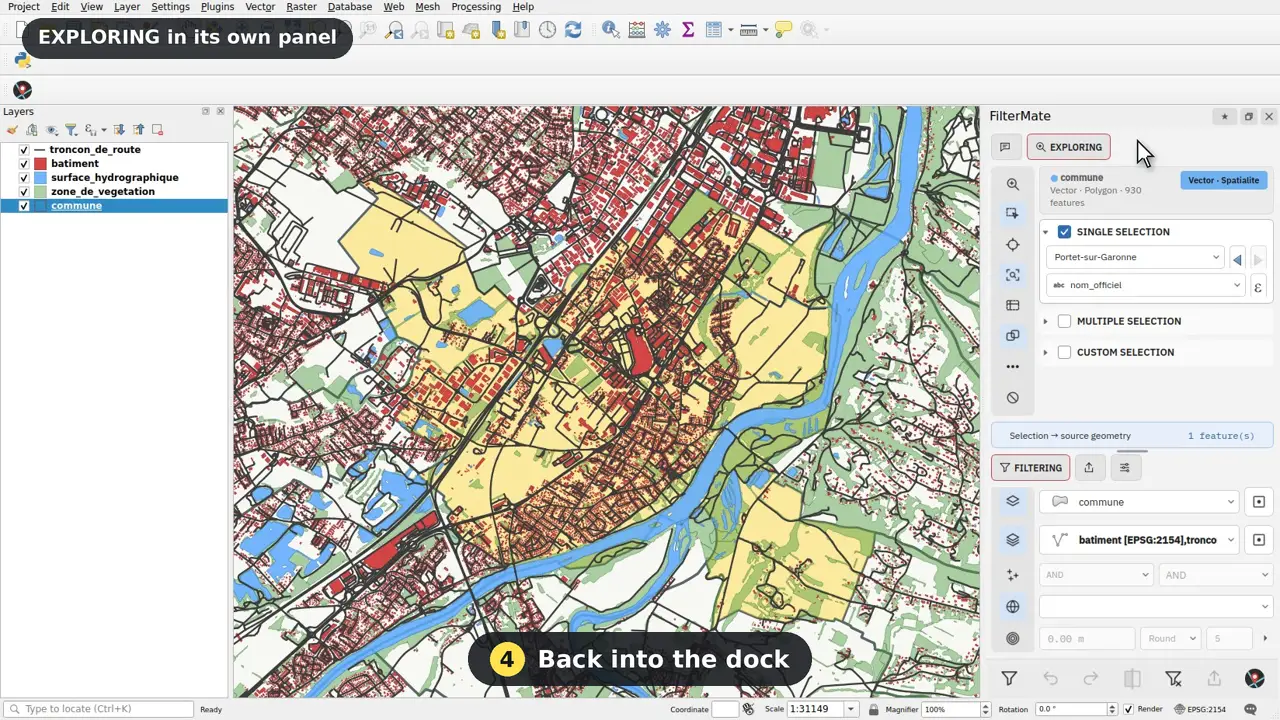 Project Edit View Layer Settings Plugins Vector Raster Database Web Mesh Processing Help
EXPLORING in its own panel
Layers
troncon_de_route
batiment
surface_hydrographique
zone_de_vegetation
commune
FilterMate
EXPLORING
commune
Vector · Spatialite
Vector · Polygon · 930
features
SINGLE SELECTION
Portet-sur-Garonne
abc nom_officiel
ε
MULTIPLE SELECTION
CUSTOM SELECTION
Selection → source geometry 1 feature(s)
FILTERING
commune
batiment [EPSG:2154],tronco
AND AND
0.00 m Round 5
4 Back into the dock
Type to locate (Ctrl+K) Ready Coordinate Scale 1:31149 Magnifier 100% Rotation 0.0 ° Render EPSG:2154